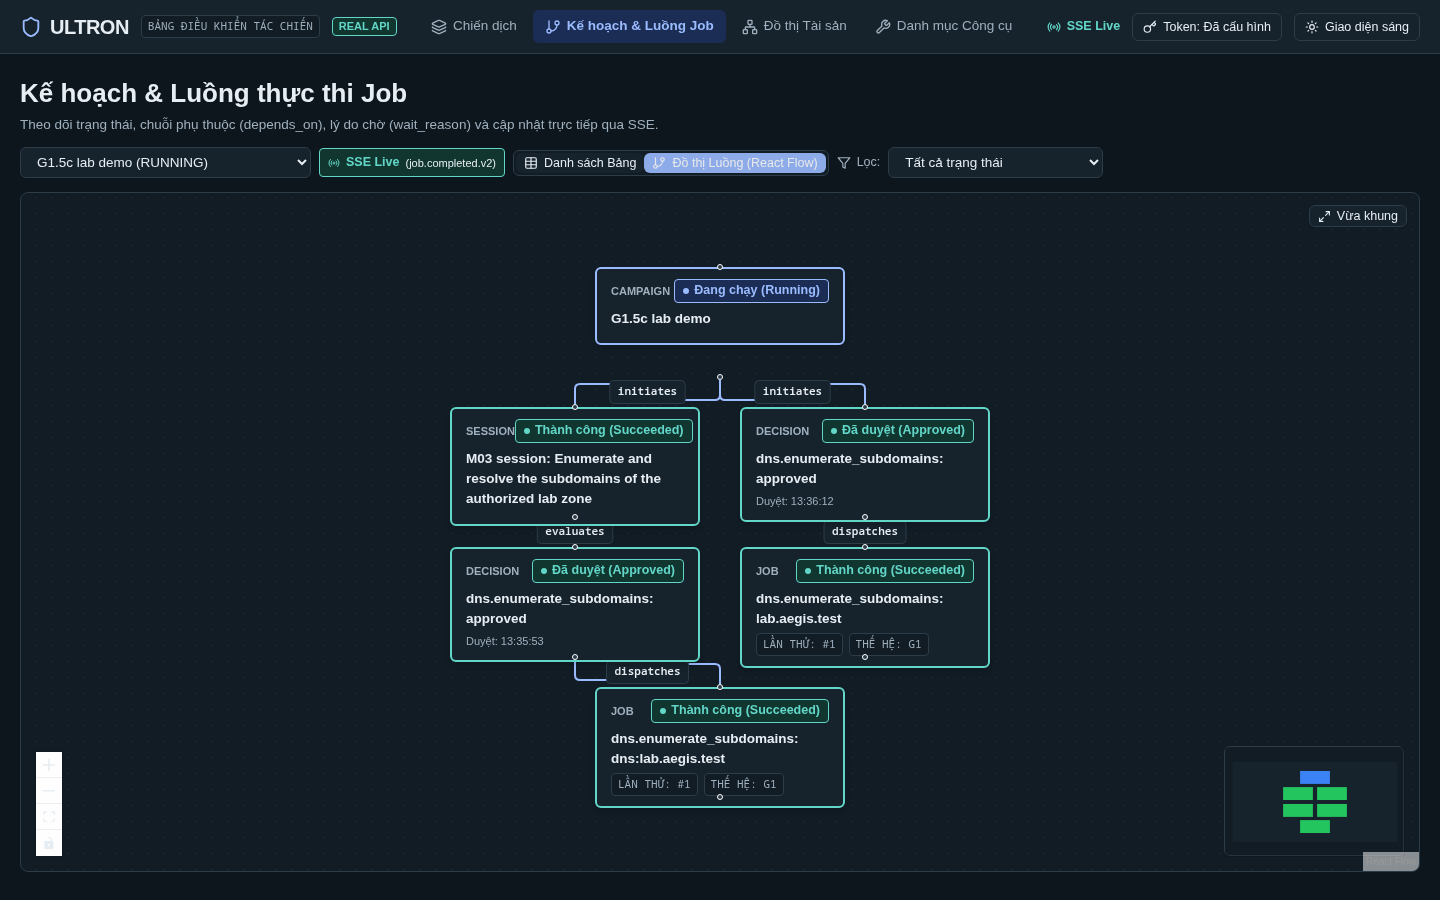 ULTRON
BẢNG ĐIỀU KHIỂN TÁC CHIẾN
REAL API
Chiến dịch
Kế hoạch & Luồng Job
Đồ thị Tài sản
Danh mục Công cụ
SSE Live
Token: Đã cấu hình
Giao diện sáng
Kế hoạch & Luồng thực thi Job
Theo dõi trạng thái, chuỗi phụ thuộc (depends_on), lý do chờ (wait_reason) và cập nhật trực tiếp qua SSE.
G1.5c lab demo (RUNNING)
SSE Live (job.completed.v2)
Danh sách Bảng
Đồ thị Luồng (React Flow)
Lọc:
Tất cả trạng thái
Vừa khung
CAMPAIGN
Đang chạy (Running)
G1.5c lab demo
initiates
initiates
SESSION
Thành công (Succeeded)
M03 session: Enumerate and
resolve the subdomains of the
authorized lab zone
DECISION
Đã duyệt (Approved)
dns.enumerate_subdomains:
approved
Duyệt: 13:36:12
evaluates
dispatches
DECISION
Đã duyệt (Approved)
dns.enumerate_subdomains:
approved
Duyệt: 13:35:53
JOB
Thành công (Succeeded)
dns.enumerate_subdomains:
lab.aegis.test
LẦN THỬ: #1
THẾ HỆ: G1
dispatches
JOB
Thành công (Succeeded)
dns.enumerate_subdomains:
dns:lab.aegis.test
LẦN THỬ: #1
THẾ HỆ: G1
React Flow